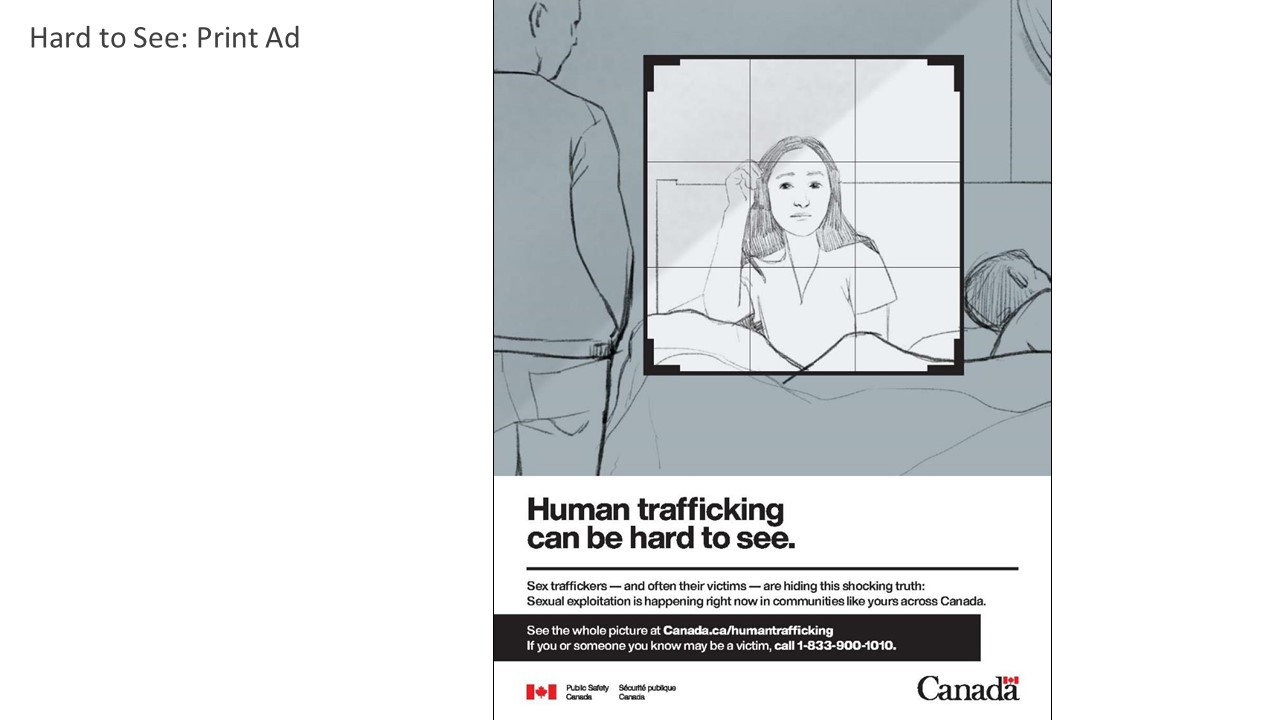 Hard to See: Print Ad
Human trafficking
can be hard to see.
Sex traffickers — and often their victims — are hiding this shocking truth:
Sexual exploitation is happening right now in communities like yours across Canada.
See the whole picture at Canada.ca/humantrafficking
If you or someone you know may be a victim, call 1-833-900-1010.
Public Safety Sécurité publique
Canada Canada
Canada